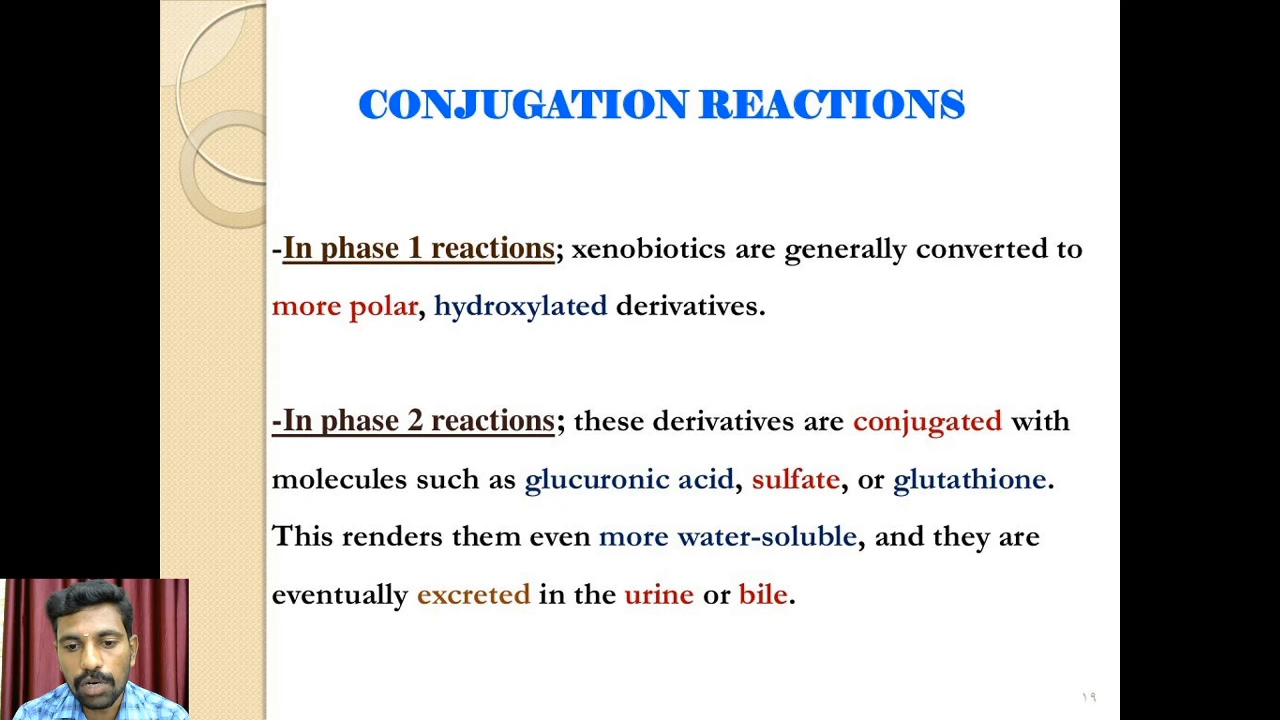 CONJUGATION REACTIONS
-In phase 1 reactions; xenobiotics are generally converted to
more polar, hydroxylated derivatives.
-In phase 2 reactions; these derivatives are conjugated with
molecules such as glucuronic acid, sulfate, or glutathione.
This renders them even more water-soluble, and they are
eventually excreted in the urine or bile.
١٩